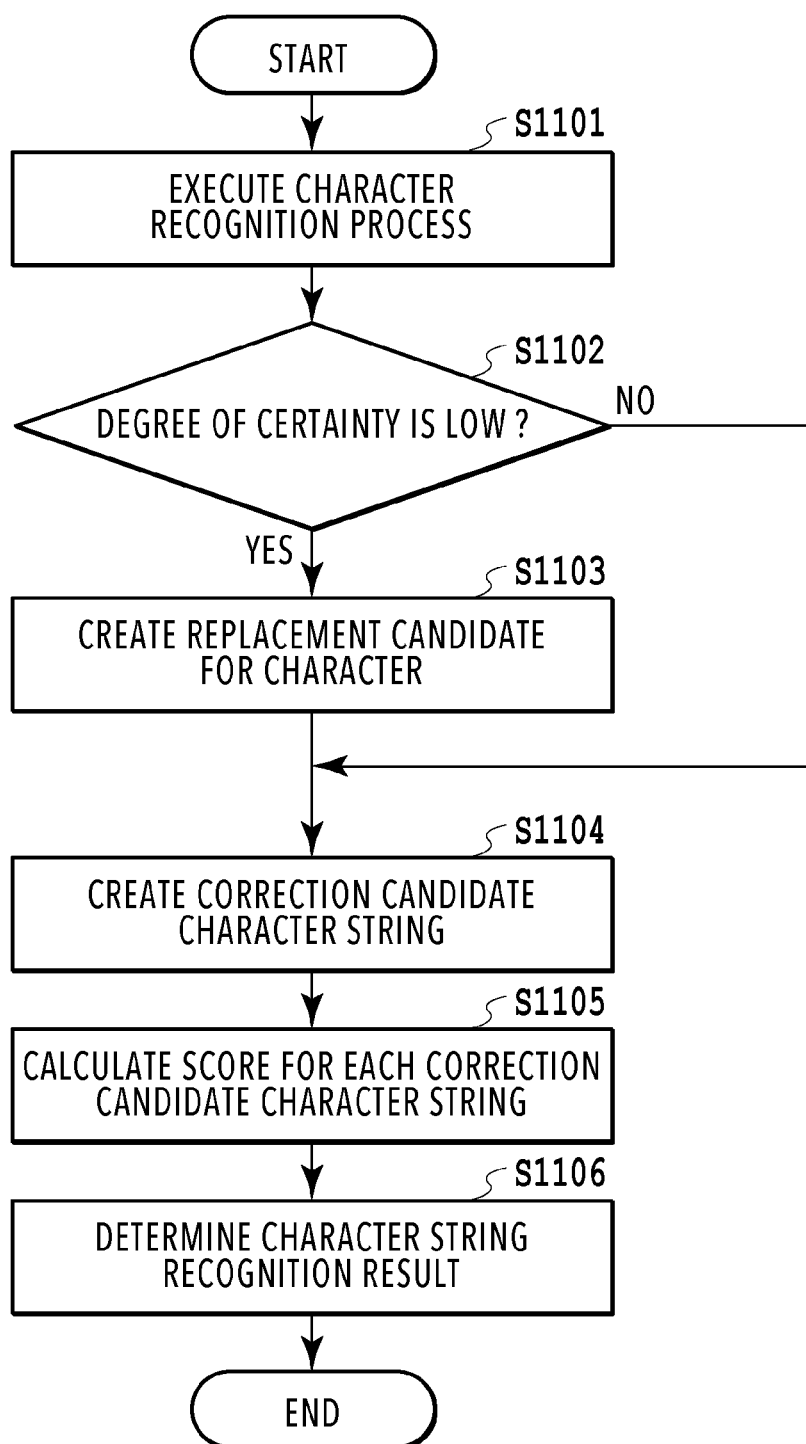 START
S1101
EXECUTE CHARACTER
RECOGNITION PROCESS
S1102
DEGREE OF CERTAINTY IS LOW ?
NO
YES
S1103
CREATE REPLACEMENT CANDIDATE
FOR CHARACTER
S1104
CREATE CORRECTION CANDIDATE
CHARACTER STRING
S1105
CALCULATE SCORE FOR EACH CORRECTION
CANDIDATE CHARACTER STRING
S1106
DETERMINE CHARACTER STRING
RECOGNITION RESULT
END